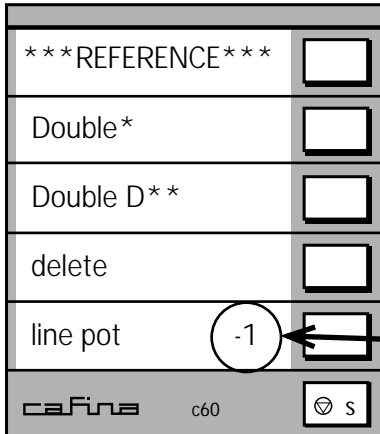 ***REFERENCE***
Double*
Double D**
delete
line pot -1
cafina c60 s